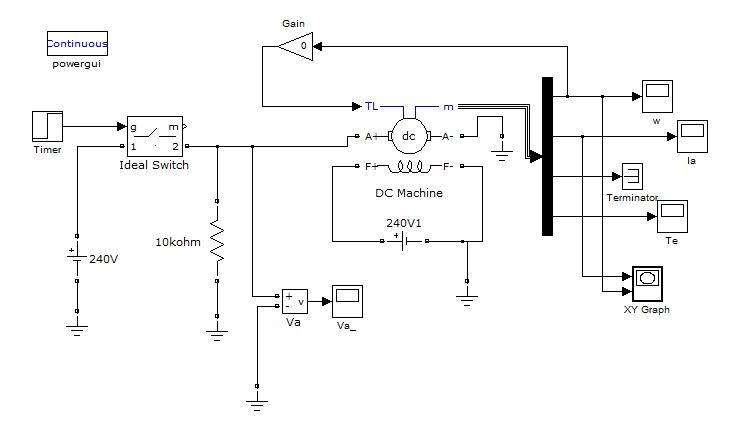 Gain
0
Continuous
powergui
TL
m
w
g
m
1
2
Timer
Ideal Switch
A+
dc
A-
Ia
F+
F-
DC Machine
Terminator
240V1
+
Te
10kohm
+
240V
+
-
v
Va
Va_
XY Graph